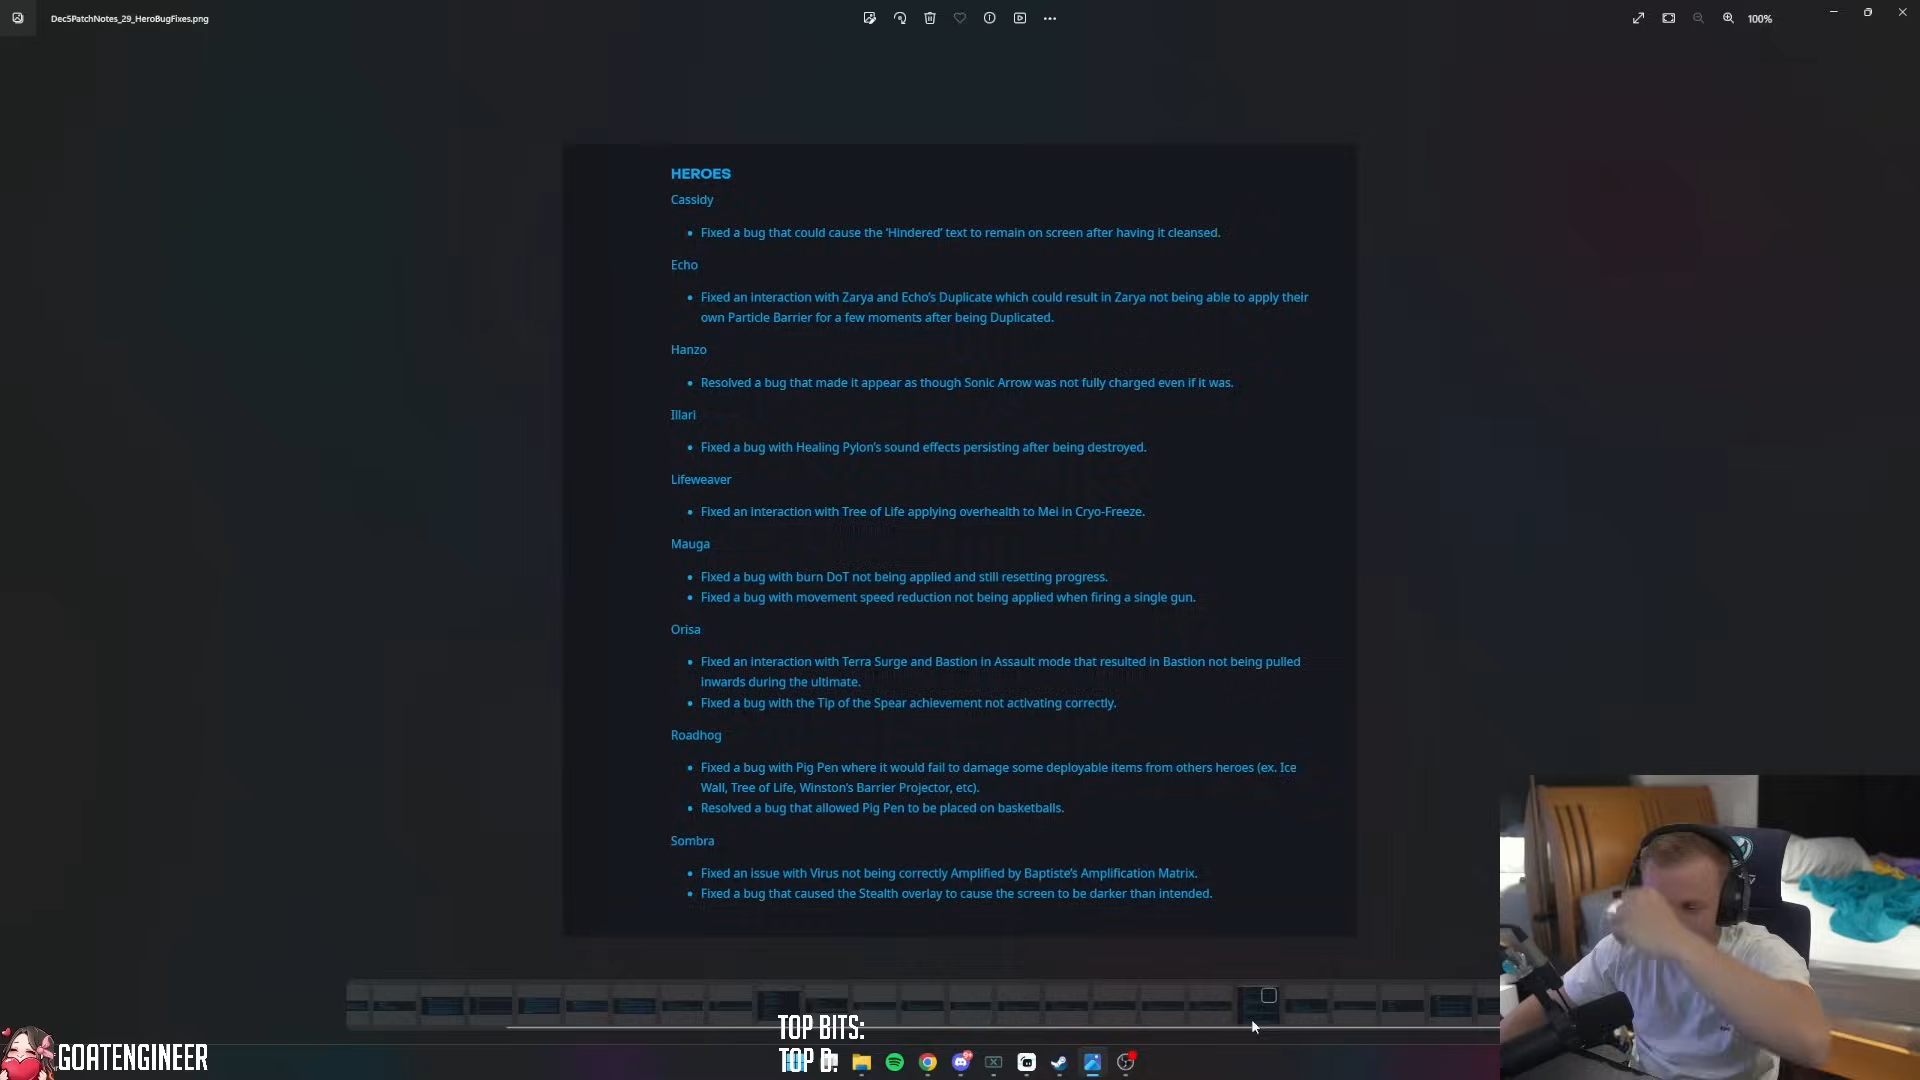 DecSPatchNotes_29_HeroBugFixes.png
100%
HEROES
Cassidy
Fixed a bug that could cause the ‘Hindered’ text to remain on screen after having it cleansed.
Echo
Fixed an interaction with Zarya and Echo’s Duplicate which could result in Zarya not being able to apply their
own Particle Barrier for a few moments after being Duplicated.
Hanzo
Resolved a bug that made it appear as though Sonic Arrow was not fully charged even if it was.
Illari
Fixed a bug with Healing Pylon’s sound effects persisting after being destroyed.
Lifeweaver
Fixed an interaction with Tree of Life applying overhealth to Mei in Cryo-Freeze.
Mauga
Fixed a bug with burn DoT not being applied and still resetting progress.
Fixed a bug with movement speed reduction not being applied when firing a single gun.
Orisa
Fixed an interaction with Terra Surge and Bastion in Assault mode that resulted in Bastion not being pulled
inwards during the ultimate.
Fixed a bug with the Tip of the Spear achievement not activating correctly.
Roadhog
Fixed a bug with Pig Pen where it would fail to damage some deployable items from others heroes (ex. Ice
Wall, Tree of Life, Winston’s Barrier Projector, etc).
Resolved a bug that allowed Pig Pen to be placed on basketballs.
Sombra
Fixed an issue with Virus not being correctly Amplified by Baptiste’s Amplification Matrix.
Fixed a bug that caused the Stealth overlay to cause the screen to be darker than intended.
TOP BITS:
TOP D:
GOATENGINEER